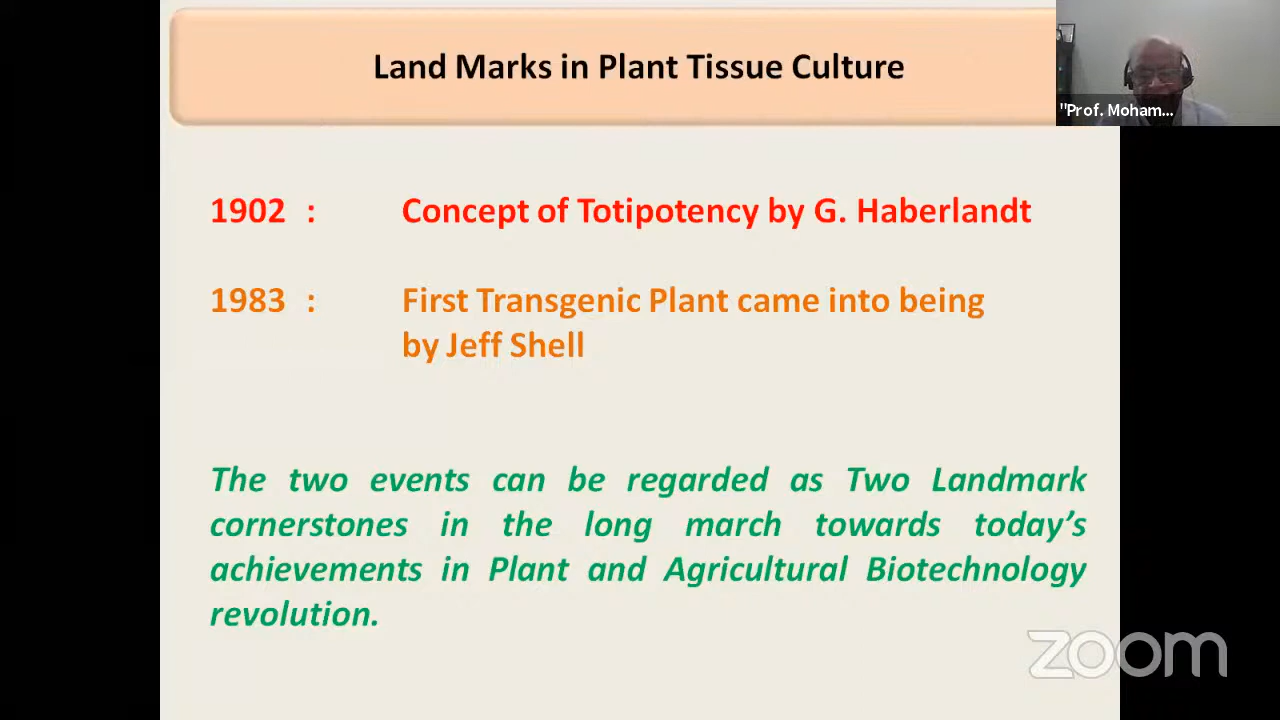 Land Marks in Plant Tissue Culture
"Prof. Moham...
1902 : Concept of Totipotency by G. Haberlandt
1983 : First Transgenic Plant came into being
by Jeff Shell
The two events can be regarded as Two Landmark
cornerstones in the long march towards today’s
achievements in Plant and Agricultural Biotechnology
revolution.
zoom